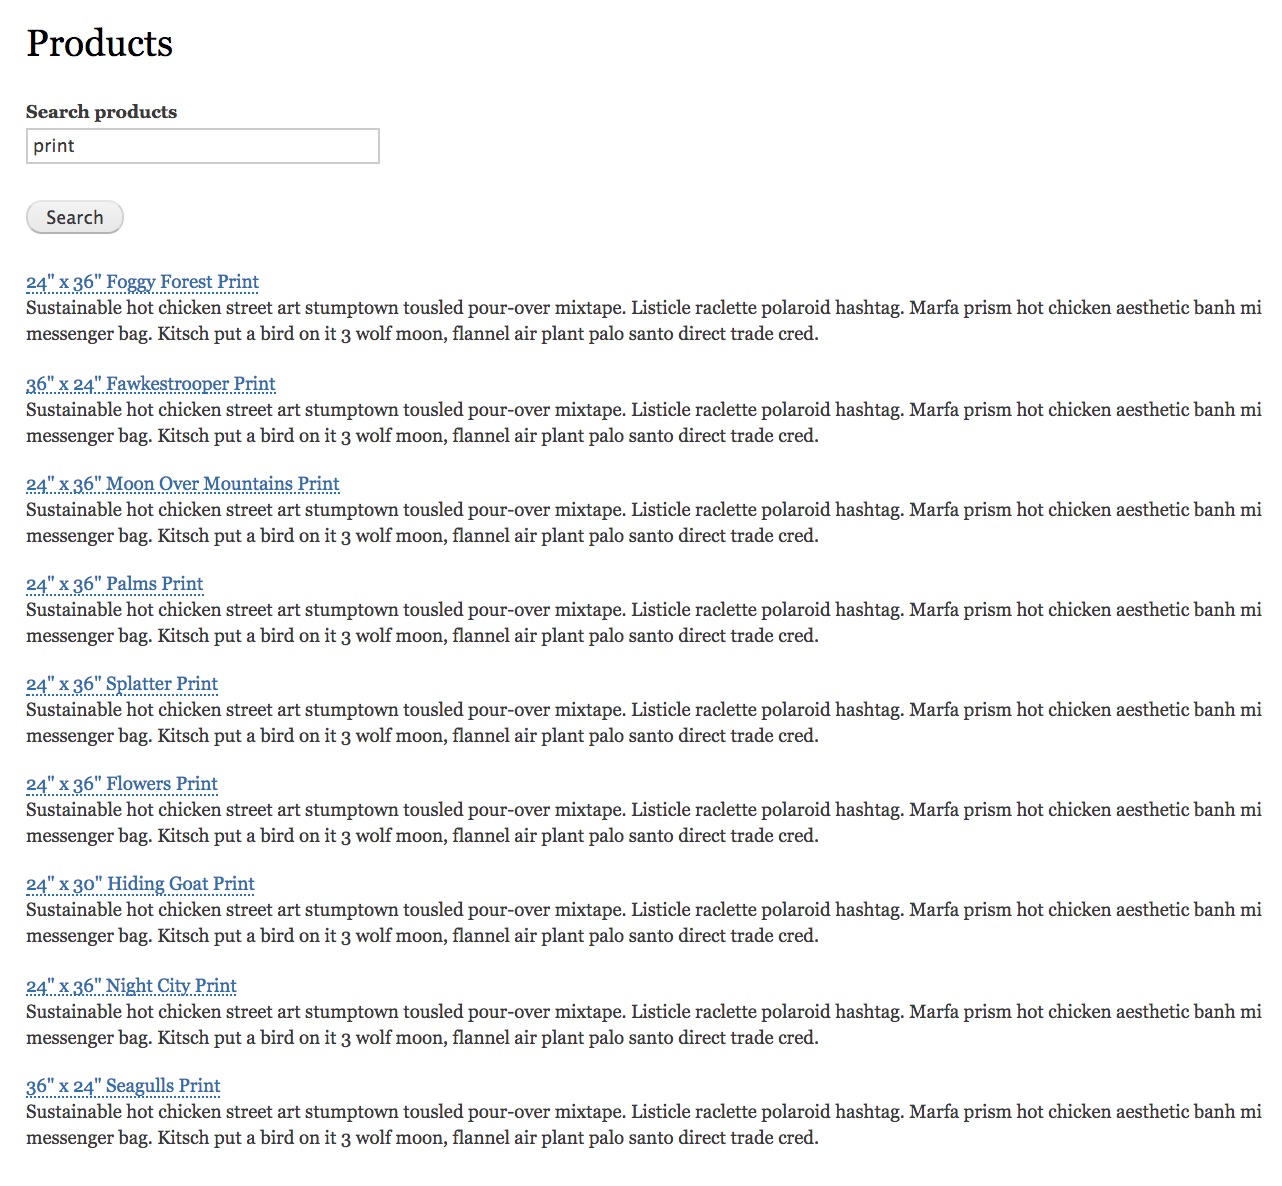 Products
Search products
print
Search
24" x 36" Foggy Forest Print
Sustainable hot chicken street art stumptown tousled pour-over mixtape. Listicle raclette polaroid hashtag. Marfa prism hot chicken aesthetic banh mi
messenger bag. Kitsch put a bird on it 3 wolf moon, flannel air plant palo santo direct trade cred.
36" x 24" Fawkestrooper Print
Sustainable hot chicken street art stumptown tousled pour-over mixtape. Listicle raclette polaroid hashtag. Marfa prism hot chicken aesthetic banh mi
messenger bag. Kitsch put a bird on it 3 wolf moon, flannel air plant palo santo direct trade cred.
24" x 36" Moon Over Mountains Print
Sustainable hot chicken street art stumptown tousled pour-over mixtape. Listicle raclette polaroid hashtag. Marfa prism hot chicken aesthetic banh mi
messenger bag. Kitsch put a bird on it 3 wolf moon, flannel air plant palo santo direct trade cred.
24" x 36" Palms Print
Sustainable hot chicken street art stumptown tousled pour-over mixtape. Listicle raclette polaroid hashtag. Marfa prism hot chicken aesthetic banh mi
messenger bag. Kitsch put a bird on it 3 wolf moon, flannel air plant palo santo direct trade cred.
24" x 36" Splatter Print
Sustainable hot chicken street art stumptown tousled pour-over mixtape. Listicle raclette polaroid hashtag. Marfa prism hot chicken aesthetic banh mi
messenger bag. Kitsch put a bird on it 3 wolf moon, flannel air plant palo santo direct trade cred.
24" x 36" Flowers Print
Sustainable hot chicken street art stumptown tousled pour-over mixtape. Listicle raclette polaroid hashtag. Marfa prism hot chicken aesthetic banh mi
messenger bag. Kitsch put a bird on it 3 wolf moon, flannel air plant palo santo direct trade cred.
24" x 30" Hiding Goat Print
Sustainable hot chicken street art stumptown tousled pour-over mixtape. Listicle raclette polaroid hashtag. Marfa prism hot chicken aesthetic banh mi
messenger bag. Kitsch put a bird on it 3 wolf moon, flannel air plant palo santo direct trade cred.
24" x 36" Night City Print
Sustainable hot chicken street art stumptown tousled pour-over mixtape. Listicle raclette polaroid hashtag. Marfa prism hot chicken aesthetic banh mi
messenger bag. Kitsch put a bird on it 3 wolf moon, flannel air plant palo santo direct trade cred.
36" x 24" Seagulls Print
Sustainable hot chicken street art stumptown tousled pour-over mixtape. Listicle raclette polaroid hashtag. Marfa prism hot chicken aesthetic banh mi
messenger bag. Kitsch put a bird on it 3 wolf moon, flannel air plant palo santo direct trade cred.